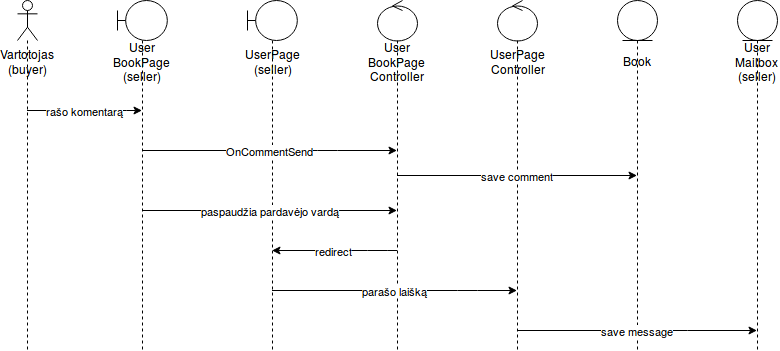 Vartotojas
(buyer)
User
BookPage
(seller)
UserPage
(seller)
User
BookPage
Controller
UserPage
Controller
Book
User
Mailbox
(seller)
rašo komentarą
OnCommentSend
save comment
paspaudžia pardavėjo vardą
redirect
parašo laišką
save message